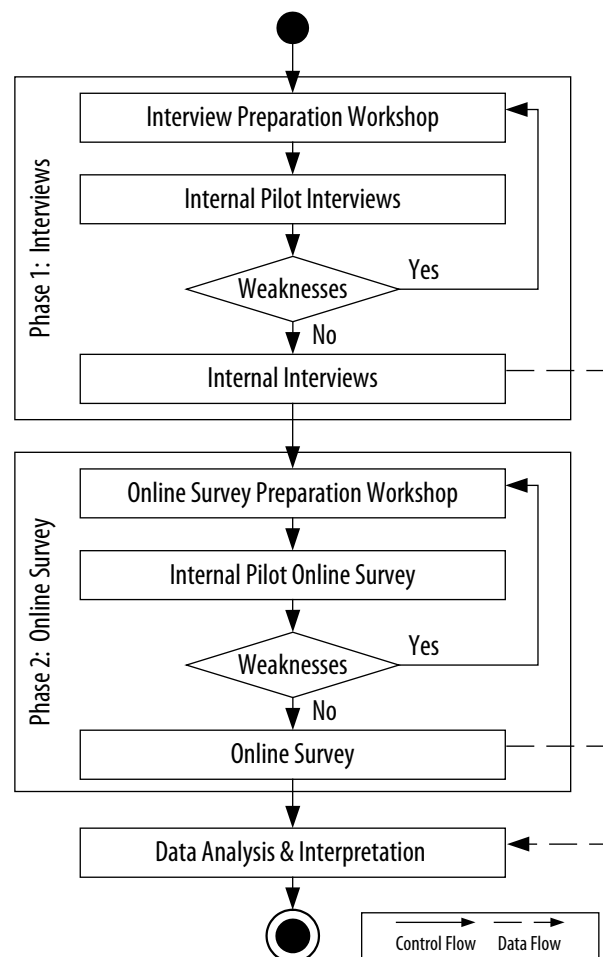 Phase 1: Interviews
Interview Preparation Workshop
Internal Pilot Interviews
Weaknesses
Yes
No
Internal Interviews
Phase 2: Online Survey
Online Survey Preparation Workshop
Internal Pilot Online Survey
Weaknesses
Yes
No
Online Survey
Data Analysis & Interpretation
Control Flow
Data Flow